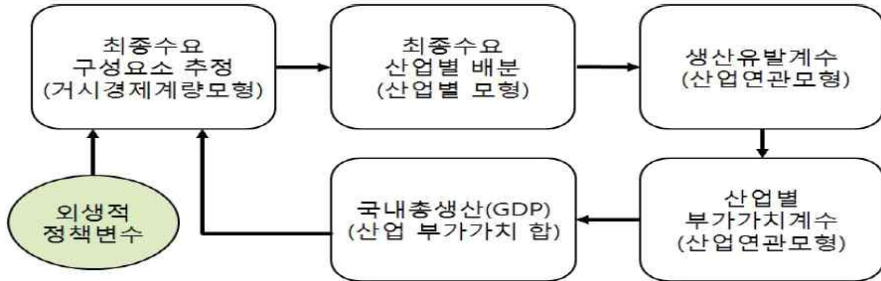 최종수요
구성요소 추정
(거시경제계량모형)
최종수요
산업별 배분
(산업별 모형)
생산유발계수
(산업연관모형)
외생적
정책변수
국내총생산(GDP)
(산업 부가가치 합)
산업별
부가가치계수
(산업연관모형)